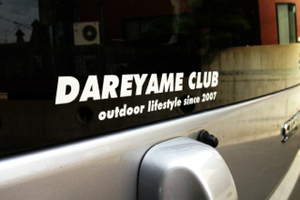 DAREYAME CLUB
outdoor lifestyle since 2007